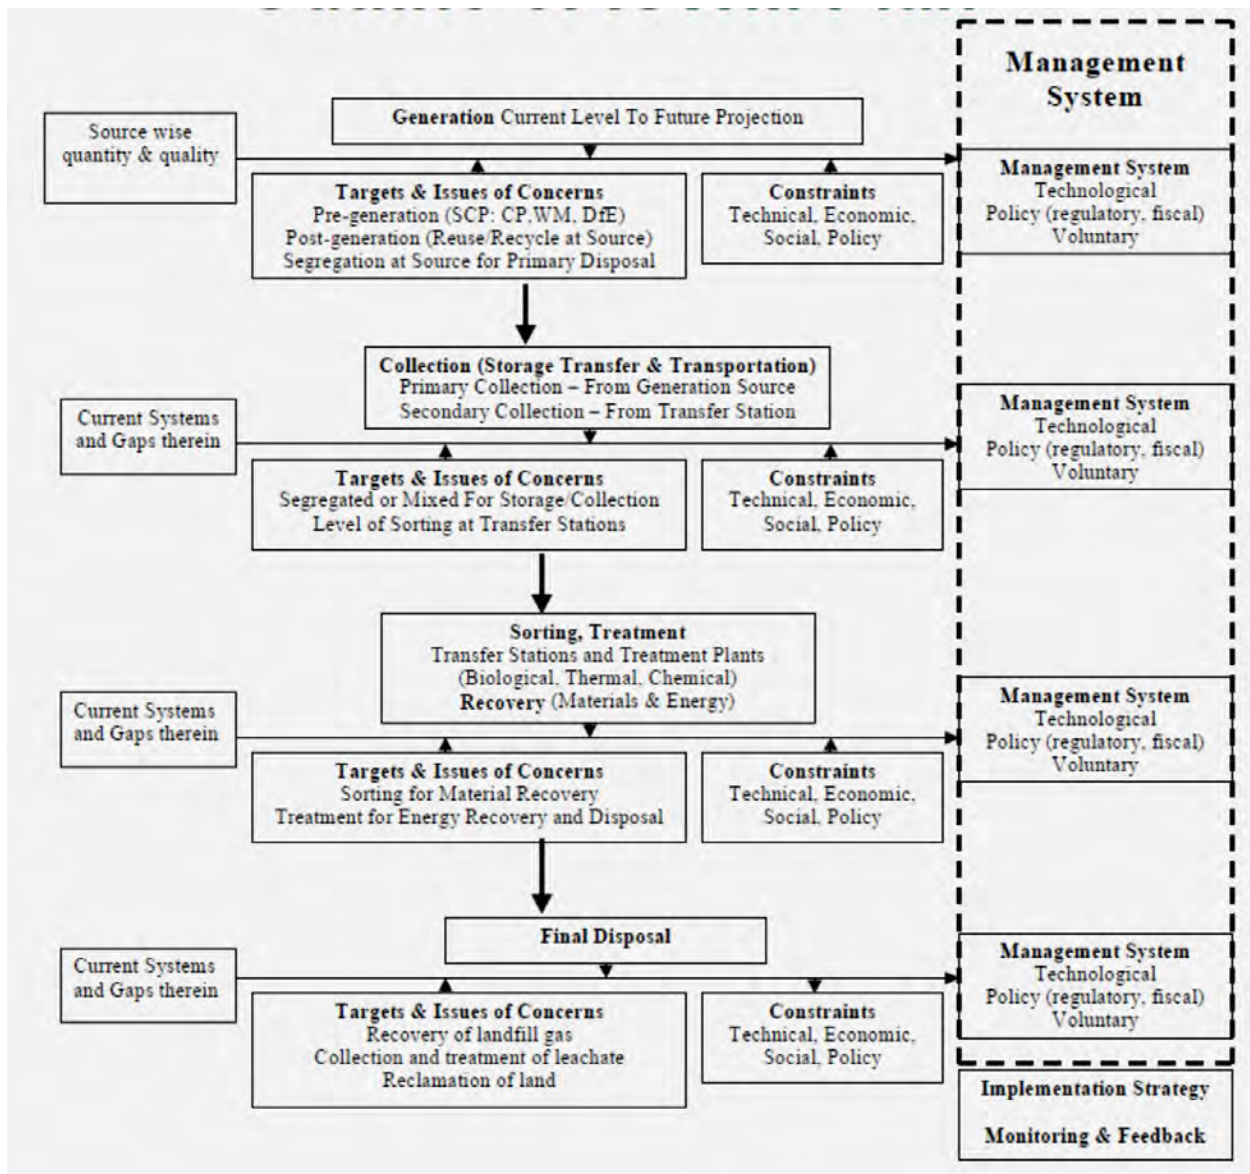 Management
System
Generation Current Level To Future Projection
Source wise
quantity & quality
Targets & Issues of Concerns
Pre-generation (SCP: CP.WM, DfE)
Post-generation (Reuse/Recycle at Source)
Segregation at Source for Primary Disposal
Constraints
Technical, Economic,
Social, Policy
Management System
Technological
Policy (regulatory, fiscal)
Voluntary
Collection (Storage Transfer & Transportation)
Primary Collection – From Generation Source
Secondary Collection – From Transfer Station
Current Systems
and Gaps therein
Targets & Issues of Concerns
Segregated or Mixed For Storage/Collection
Level of Sorting at Transfer Stations
Constraints
Technical, Economic,
Social, Policy
Management System
Technological
Policy (regulatory, fiscal)
Voluntary
Sorting, Treatment
Transfer Stations and Treatment Plants
(Biological, Thermal, Chemical)
Recovery (Materials & Energy)
Current Systems
and Gaps therein
Targets & Issues of Concerns
Sorting for Material Recovery
Treatment for Energy Recovery and Disposal
Constraints
Technical, Economic,
Social, Policy
Management System
Technological
Policy (regulatory, fiscal)
Voluntary
Final Disposal
Current Systems
and Gaps therein
Targets & Issues of Concerns
Recovery of landfill gas
Collection and treatment of leachate
Reclamation of land
Constraints
Technical, Economic,
Social, Policy
Management System
Technological
Policy (regulatory, fiscal)
Voluntary
Implementation Strategy
Monitoring & Feedback